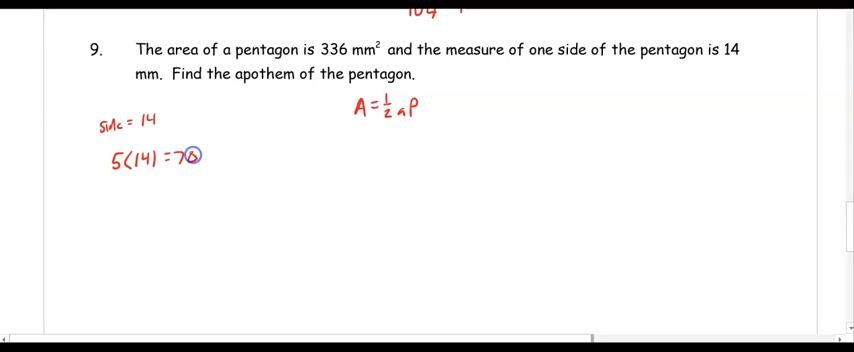 9. The area of a pentagon is 336 mm² and the measure of one side of the pentagon is 14
mm. Find the apothem of the pentagon.
A = 1/2 a P
side = 14
5(14) = 70